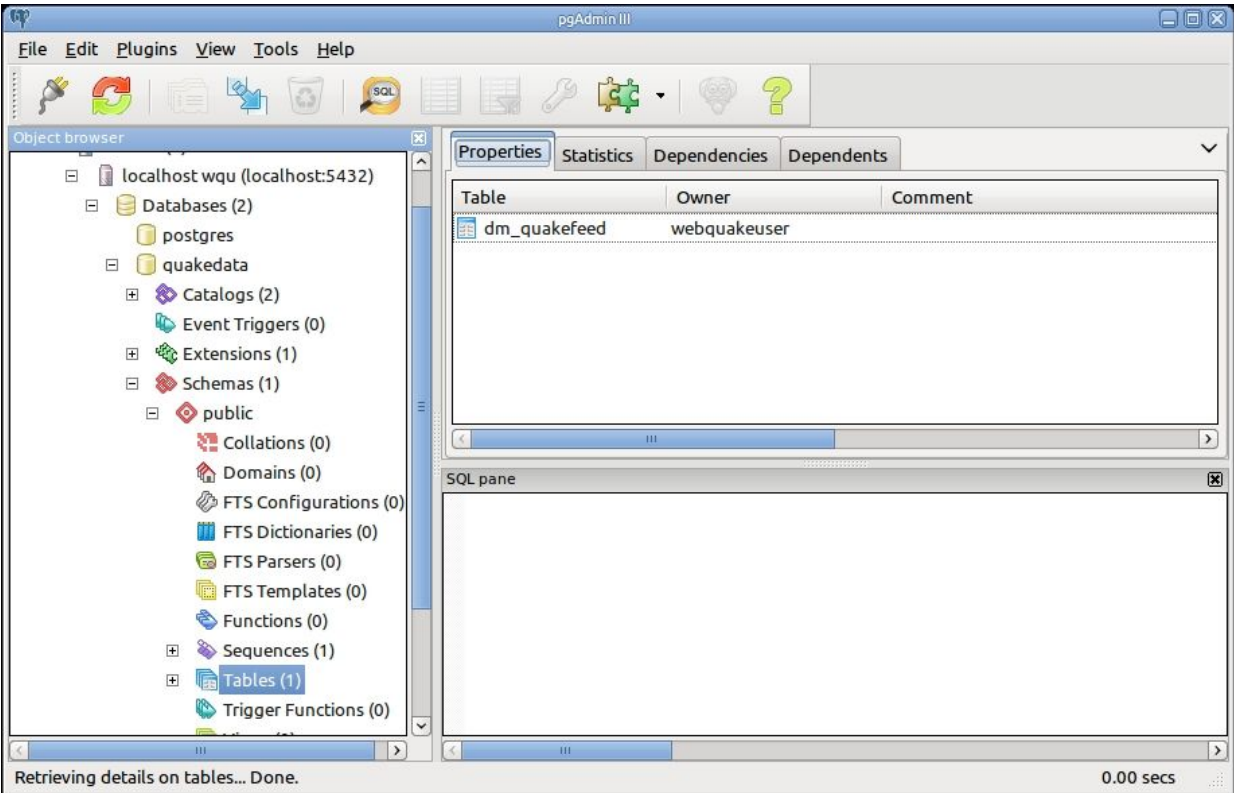 pgAdmin III
File Edit Plugins View Tools Help
SQL
Object browser
localhost wqu (localhost:5432)
Databases (2)
postgres
quakedata
Catalogs (2)
Event Triggers (0)
Extensions (1)
Schemas (1)
public
Collations (0)
Domains (0)
FTS Configurations (0)
FTS Dictionaries (0)
FTS Parsers (0)
FTS Templates (0)
Functions (0)
Sequences (1)
Tables (1)
Trigger Functions (0)
Properties Statistics Dependencies Dependents
Table Owner Comment
dm_quakefeed webquakeuser
SQL pane
Retrieving details on tables... Done. 0.00 secs